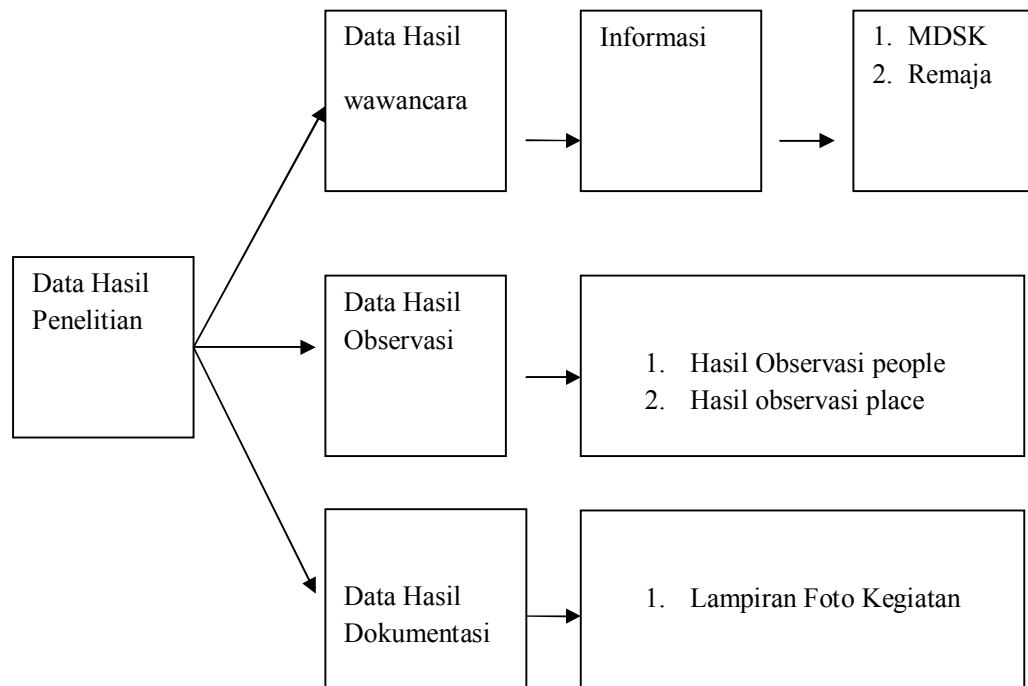 Data Hasil
wawancara
Informasi
1. MDSK
2. Remaja
Data Hasil
Penelitian
Data Hasil
Observasi
1. Hasil Observasi people
2. Hasil observasi place
Data Hasil
Dokumentasi
1. Lampiran Foto Kegiatan